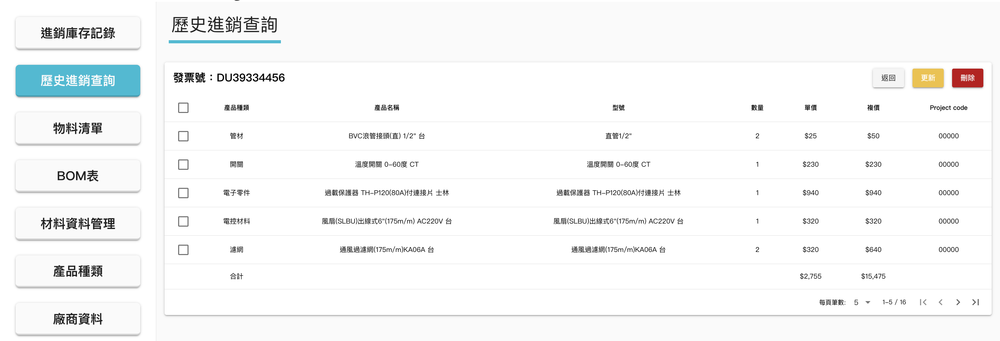 進銷庫存記錄
歷史進銷查詢
物料清單
BOM表
材料資料管理
產品種類
廠商資料
歷史進銷查詢
發票號：DU39334456
返回 更新 刪除
產品種類 產品名稱 型號 數量 單價 複價 Project code
管材 BVC浪管接頭(直) 1/2" 台 直管1/2" 2 $25 $50 00000
開關 溫度開關 0-60度 CT 溫度開關 0-60度 CT 1 $230 $230 00000
電子零件 過載保護器 TH-P120(80A)付連接片 士林 過載保護器 TH-P120(80A)付連接片 士林 1 $940 $940 00000
電控材料 風扇(SLBU)出線式6"(175m/m) AC220V 台 風扇(SLBU)出線式6"(175m/m) AC220V 台 1 $320 $320 00000
濾網 通風過濾網(175m/m)KA06A 台 通風過濾網(175m/m)KA06A 台 2 $320 $640 00000
合計 $2,755 $15,475
每頁筆數: 5 1-5 / 16